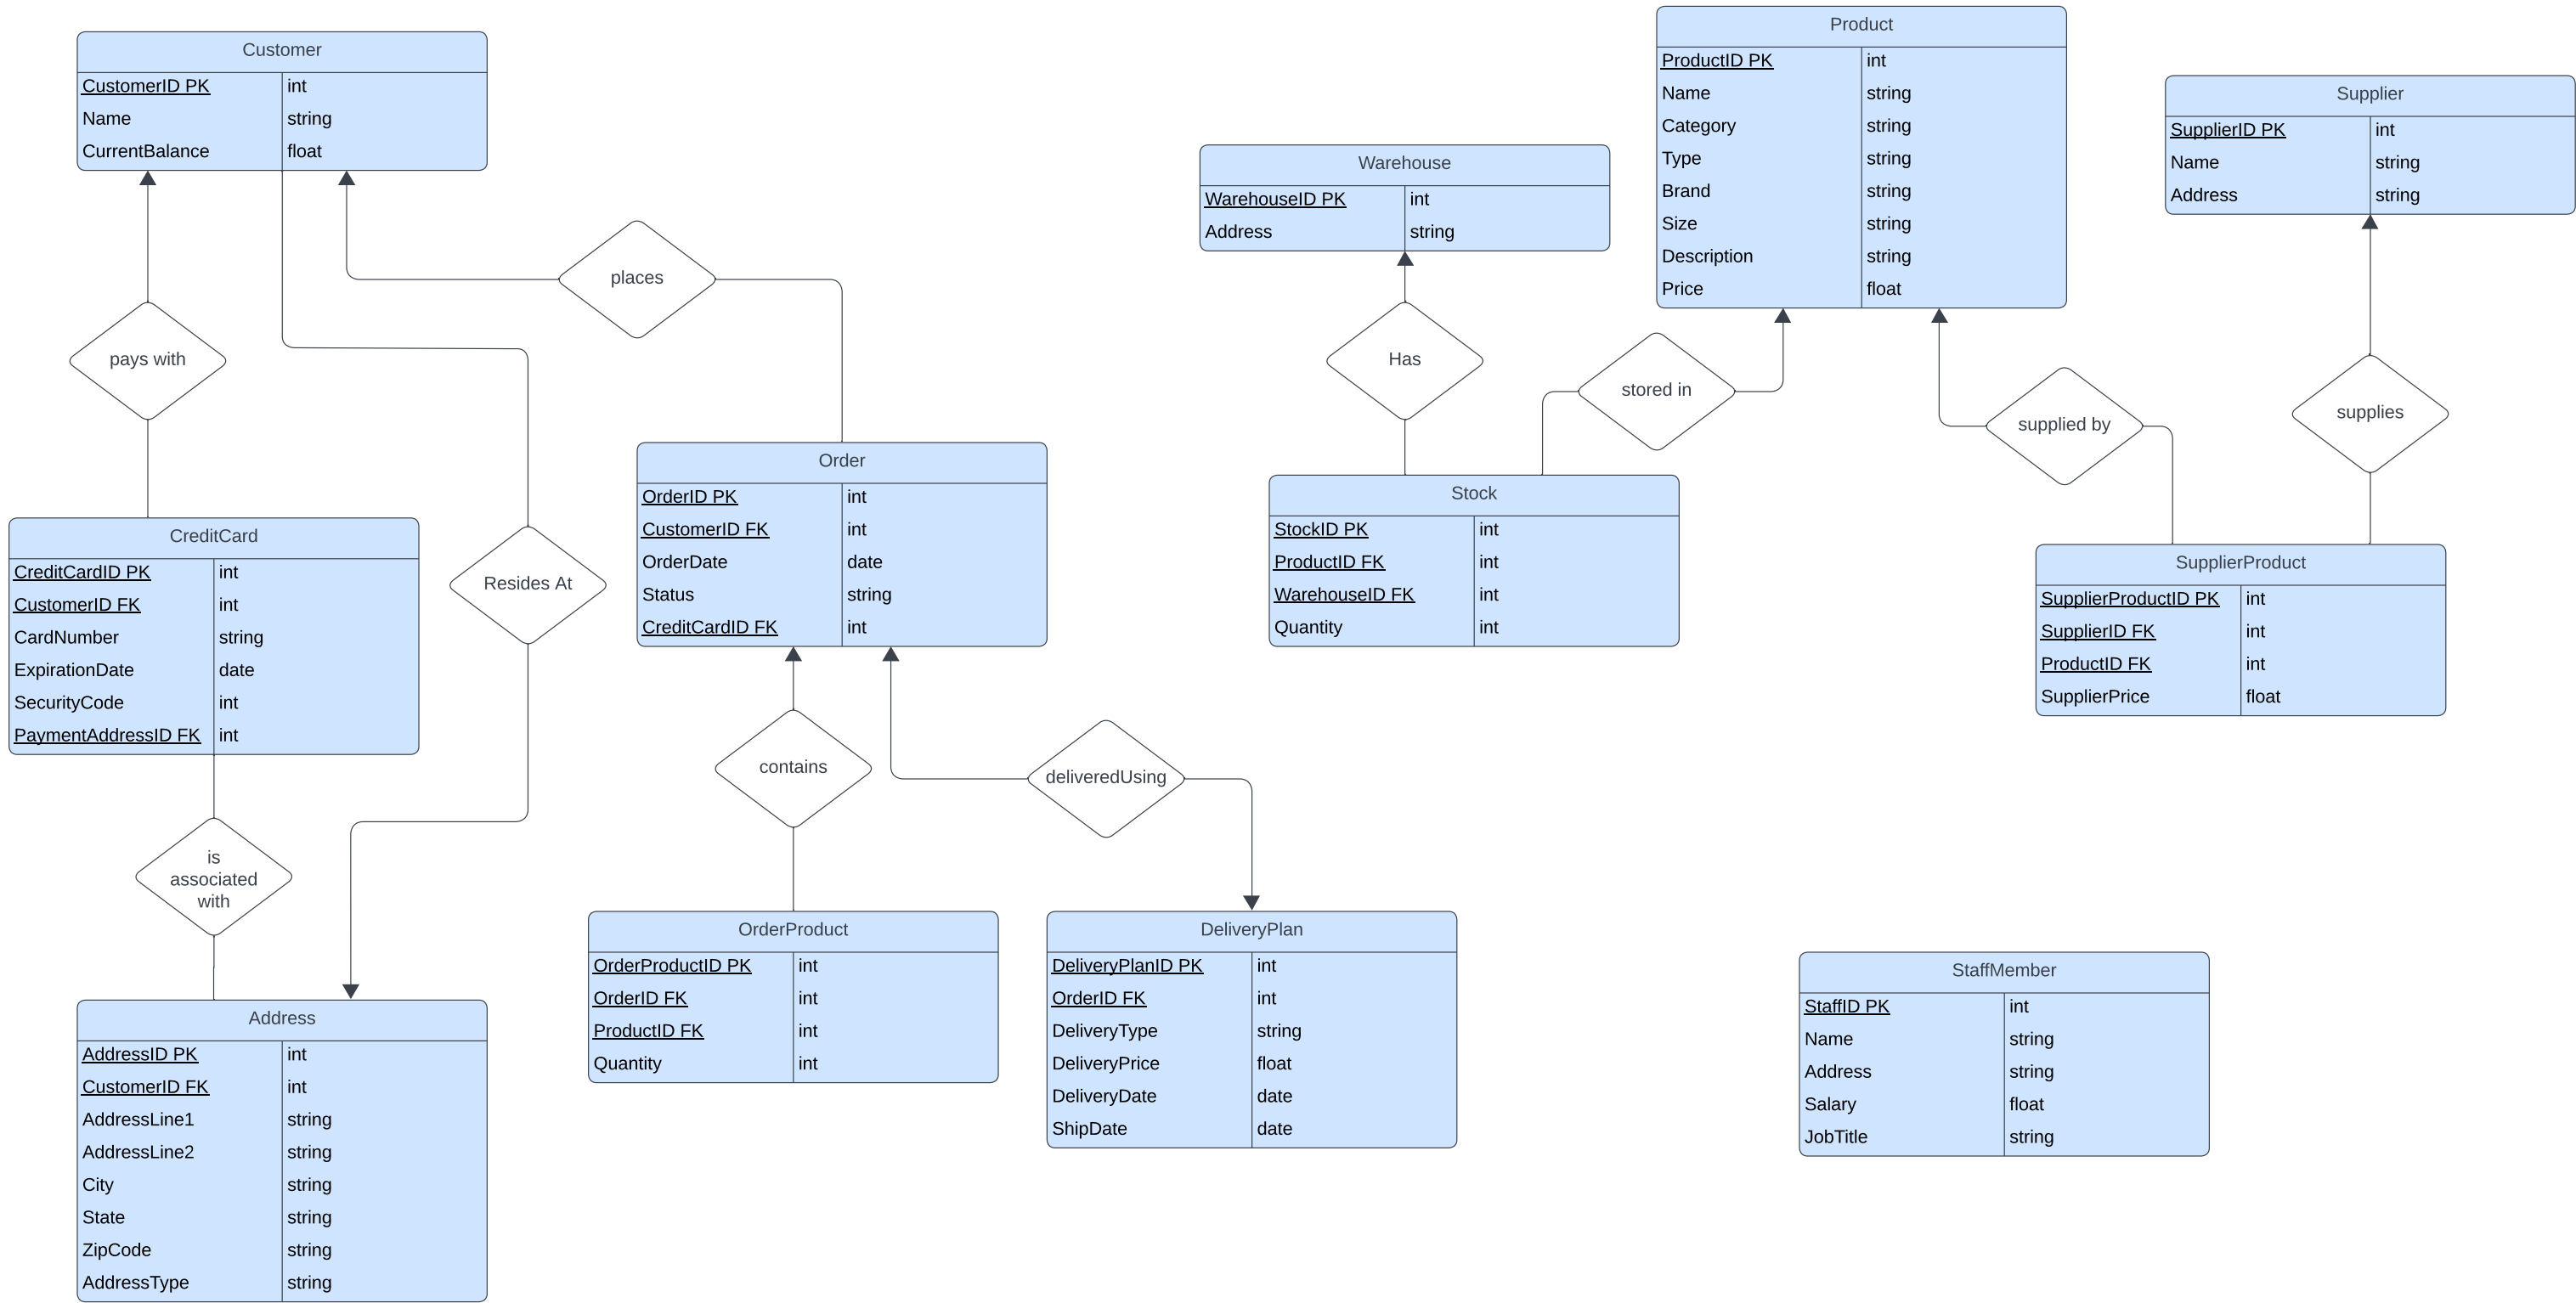 Customer
CustomerID PK int
Name string
CurrentBalance float
Product
ProductID PK int
Name string
Category string
Type string
Brand string
Size string
Description string
Price float
Supplier
SupplierID PK int
Name string
Address string
Warehouse
WarehouseID PK int
Address string
places
pays with
Has
stored in
supplied by
supplies
Order
OrderID PK int
CustomerID FK int
OrderDate date
Status string
CreditCardID FK int
Stock
StockID PK int
ProductID FK int
WarehouseID FK int
Quantity int
CreditCard
CreditCardID PK int
CustomerID FK int
CardNumber string
ExpirationDate date
SecurityCode int
PaymentAddressID FK int
Resides At
SupplierProduct
SupplierProductID PK int
SupplierID FK int
ProductID FK int
SupplierPrice float
contains
deliveredUsing
is
associated
with
OrderProduct
OrderProductID PK int
OrderID FK int
ProductID FK int
Quantity int
DeliveryPlan
DeliveryPlanID PK int
OrderID FK int
DeliveryType string
DeliveryPrice float
DeliveryDate date
ShipDate date
StaffMember
StaffID PK int
Name string
Address string
Salary float
JobTitle string
Address
AddressID PK int
CustomerID FK int
AddressLine1 string
AddressLine2 string
City string
State string
ZipCode string
AddressType string